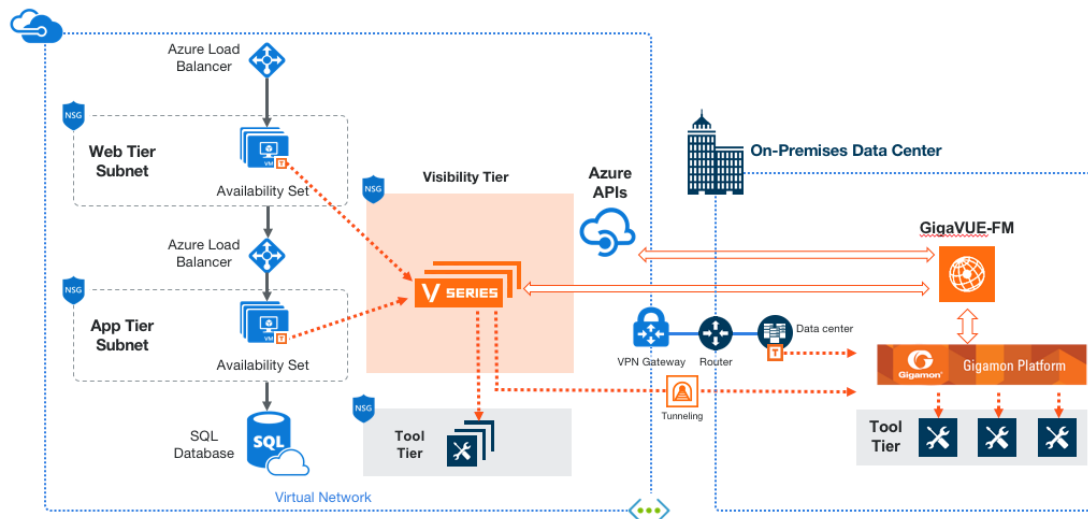 Azure Load
Balancer
NSG
Web Tier
Subnet
VM
T
Availability Set
NSG
Visibility Tier
Azure
APIs
On-Premises Data Center
GigaVUE-FM
Azure Load
Balancer
V SERIES
NSG
App Tier
Subnet
VM
T
Availability Set
VPN Gateway
Router
Data center
T
Gigamon®
Gigamon Platform
Tunneling
NSG
Tool
Tier
Tool
Tier
SQL
Database
SQL
Virtual Network